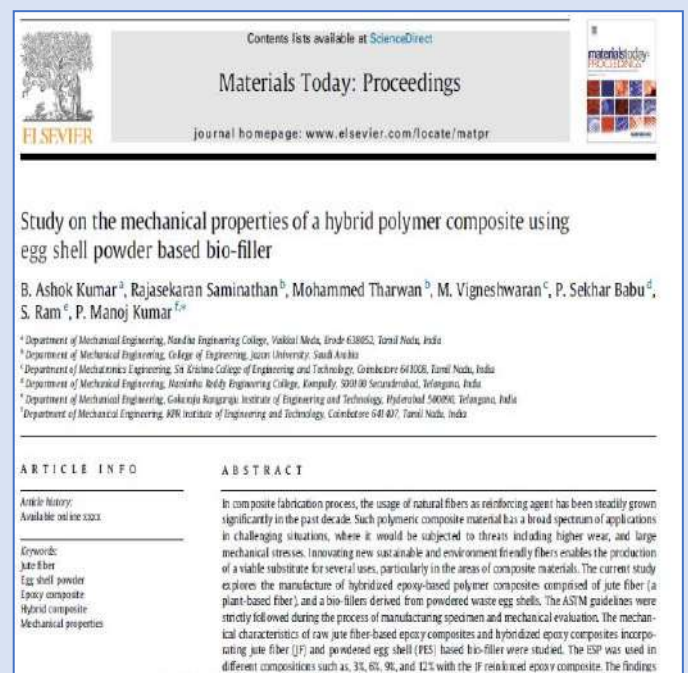 Contents lists available at ScienceDirect
Materials Today: Proceedings
journal homepage: www.elsevier.com/locate/matpr
ELSEVIER
materialstoday:
PROCEEDINGS
Study on the mechanical properties of a hybrid polymer composite using
egg shell powder based bio-filler
B. Ashok Kumar a, Rajasekaran Saminathan b, Mohammed Tharwan b, M. Vigneshwaran c, P. Sekhar Babu d,
S. Ram e, P. Manoj Kumar f,*
a Department of Mechanical Engineering, Nandha Engineering College, Erode 638052, Tamil Nadu, India
b Department of Mechanical Engineering, College of Engineering, Jazan University, Saudi Arabia
c Department of Mechatronics Engineering, Sri Krishna College of Engineering and Technology, Coimbatore 641008, Tamil Nadu, India
d Department of Mechanical Engineering, Narsimha Reddy Engineering College, Kompally, 500100 Secunderabad, Telangana, India
e Department of Mechanical Engineering, Gokaraju Rangaraju Institute of Engineering and Technology, Hyderabad 500090, Telangana, India
f Department of Mechanical Engineering, KPR Institute of Engineering and Technology, Coimbatore 641407, Tamil Nadu, India
ARTICLE INFO
Article history:
Available online xxxx
Keywords:
Jute fiber
Egg shell powder
Epoxy composite
Hybrid composite
Mechanical properties
ABSTRACT
In composite fabrication process, the usage of natural fibers as reinforcing agent has been steadily grown
significantly in the past decade. Such polymeric composite material has a broad spectrum of applications
in challenging situations, where it would be subjected to threats including higher wear, and large
mechanical stresses. Innovating new sustainable and environment friendly fibers enables the production
of a viable substitute for several uses, particularly in the areas of composite materials. The current study
explores the manufacture of hybridized epoxy-based polymer composites comprised of jute fiber (a
plant-based fiber), and a bio-fillers derived from powdered waste egg shells. The ASTM guidelines were
strictly followed during the process of manufacturing specimen and mechanical evaluation. The mechan-
ical characteristics of raw jute fiber-based epoxy composites and hybridized epoxy composites incorpo-
rating jute fiber (JF) and powdered egg shell (PES) based bio-filler were studied. The ESP was used in
different compositions such as, 3%, 6%, 9%, and 12% with the JF reinforced epoxy composite. The findings